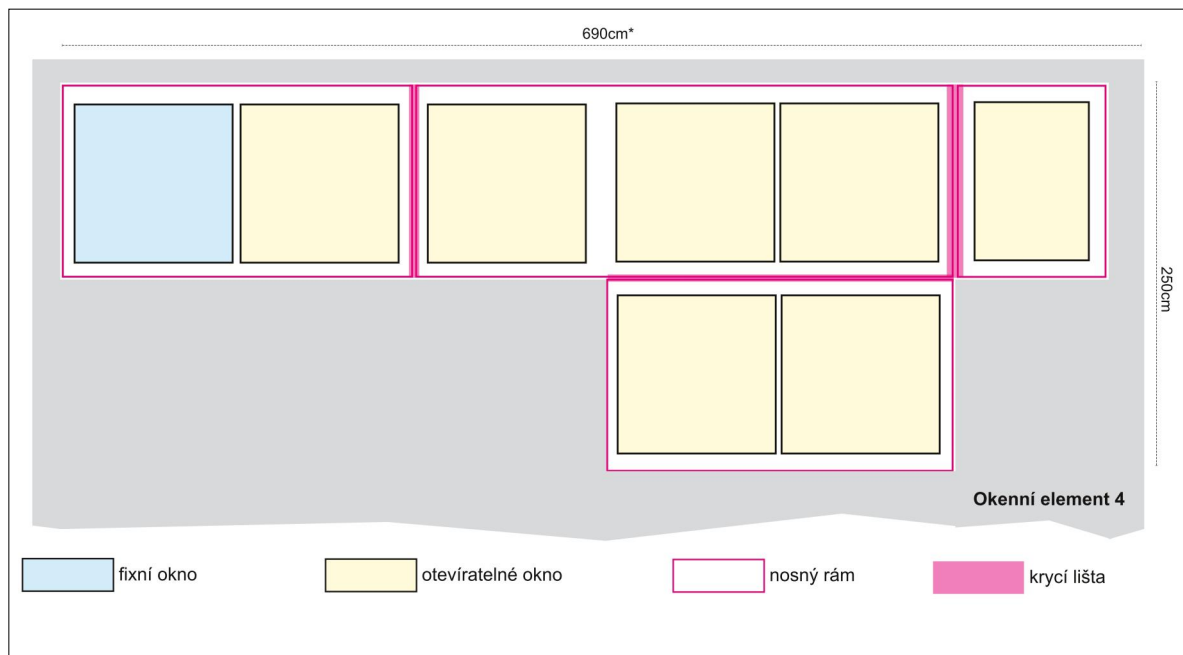 690cm*
250cm
Okenní element 4
fixní okno
otevíratelné okno
nosný rám
krycí lišta